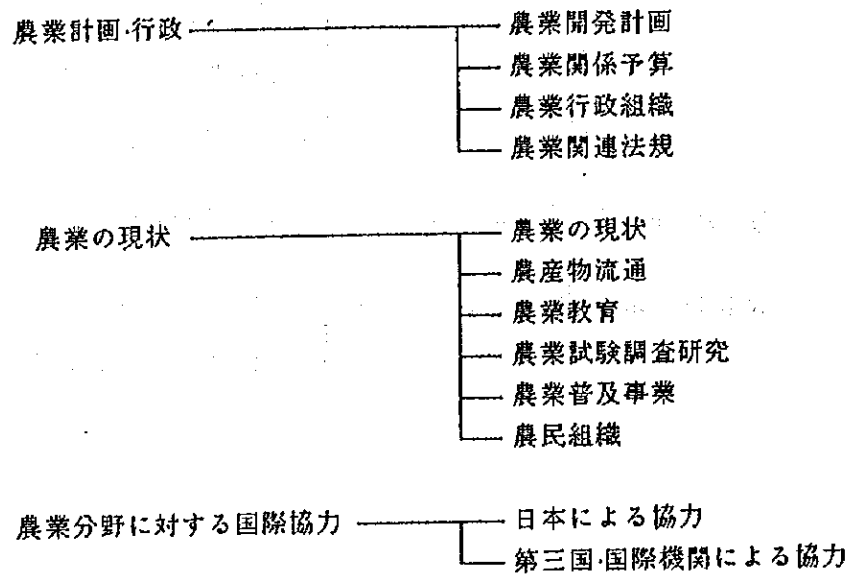 農業計画·行政
農業開発計画
農業関係予算
農業行政組織
農業関連法規
農業の現状
農業の現状
農産物流通
農業教育
農業試験調査研究
農業普及事業
農民組織
農業分野に対する国際協力
日本による協力
第三国·国際機関による協力